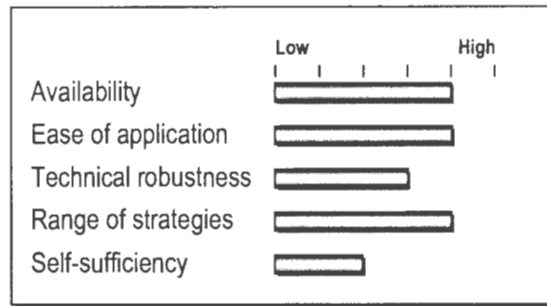 Low High
Availability
Ease of application
Technical robustness
Range of strategies
Self-sufficiency